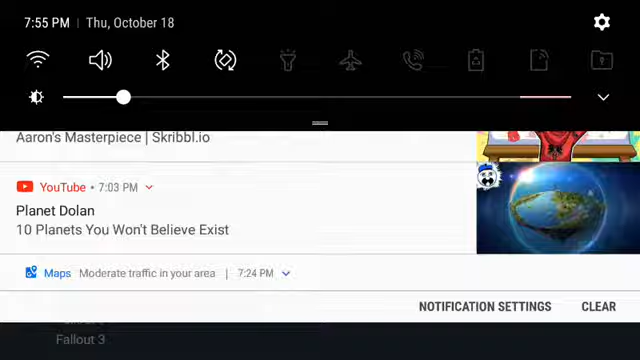 7:55 PM | Thu, October 18
Aaron's Masterpiece | Skribbl.io
YouTube • 7:03 PM
Planet Dolan
10 Planets You Won't Believe Exist
Maps Moderate traffic in your area | 7:24 PM
NOTIFICATION SETTINGS CLEAR
Fallout 3